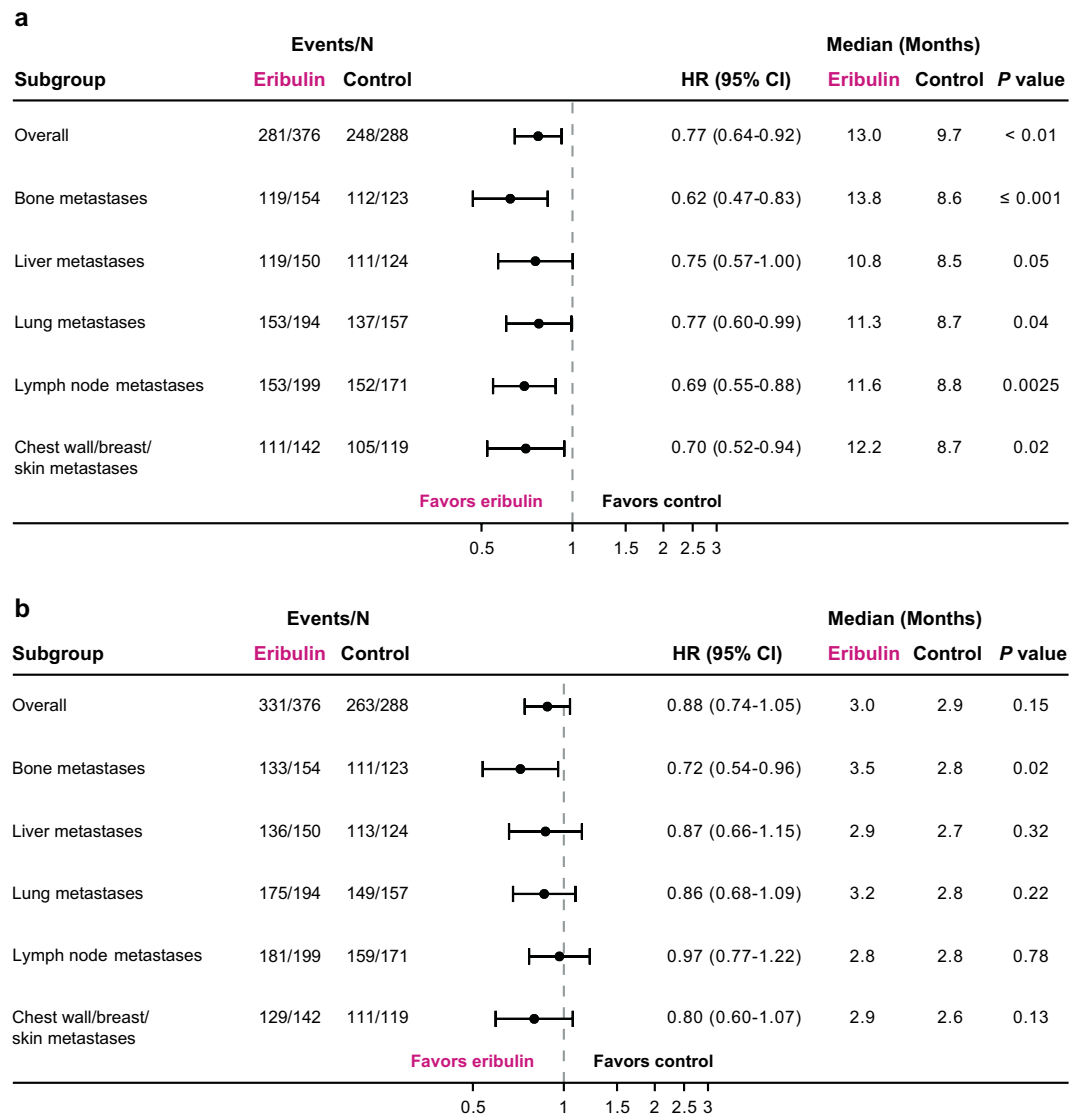 a
Events/N Median (Months)
Subgroup Eribulin Control HR (95% CI) Eribulin Control P value
Overall 281/376 248/288 0.77 (0.64-0.92) 13.0 9.7 < 0.01
Bone metastases 119/154 112/123 0.62 (0.47-0.83) 13.8 8.6 ≤ 0.001
Liver metastases 119/150 111/124 0.75 (0.57-1.00) 10.8 8.5 0.05
Lung metastases 153/194 137/157 0.77 (0.60-0.99) 11.3 8.7 0.04
Lymph node metastases 153/199 152/171 0.69 (0.55-0.88) 11.6 8.8 0.0025
Chest wall/breast/ 111/142 105/119 0.70 (0.52-0.94) 12.2 8.7 0.02
skin metastases
Favors eribulin Favors control
0.5 1 1.5 2 2.5 3
b
Events/N Median (Months)
Subgroup Eribulin Control HR (95% CI) Eribulin Control P value
Overall 331/376 263/288 0.88 (0.74-1.05) 3.0 2.9 0.15
Bone metastases 133/154 111/123 0.72 (0.54-0.96) 3.5 2.8 0.02
Liver metastases 136/150 113/124 0.87 (0.66-1.15) 2.9 2.7 0.32
Lung metastases 175/194 149/157 0.86 (0.68-1.09) 3.2 2.8 0.22
Lymph node metastases 181/199 159/171 0.97 (0.77-1.22) 2.8 2.8 0.78
Chest wall/breast/ 129/142 111/119 0.80 (0.60-1.07) 2.9 2.6 0.13
skin metastases
Favors eribulin Favors control
0.5 1 1.5 2 2.5 3